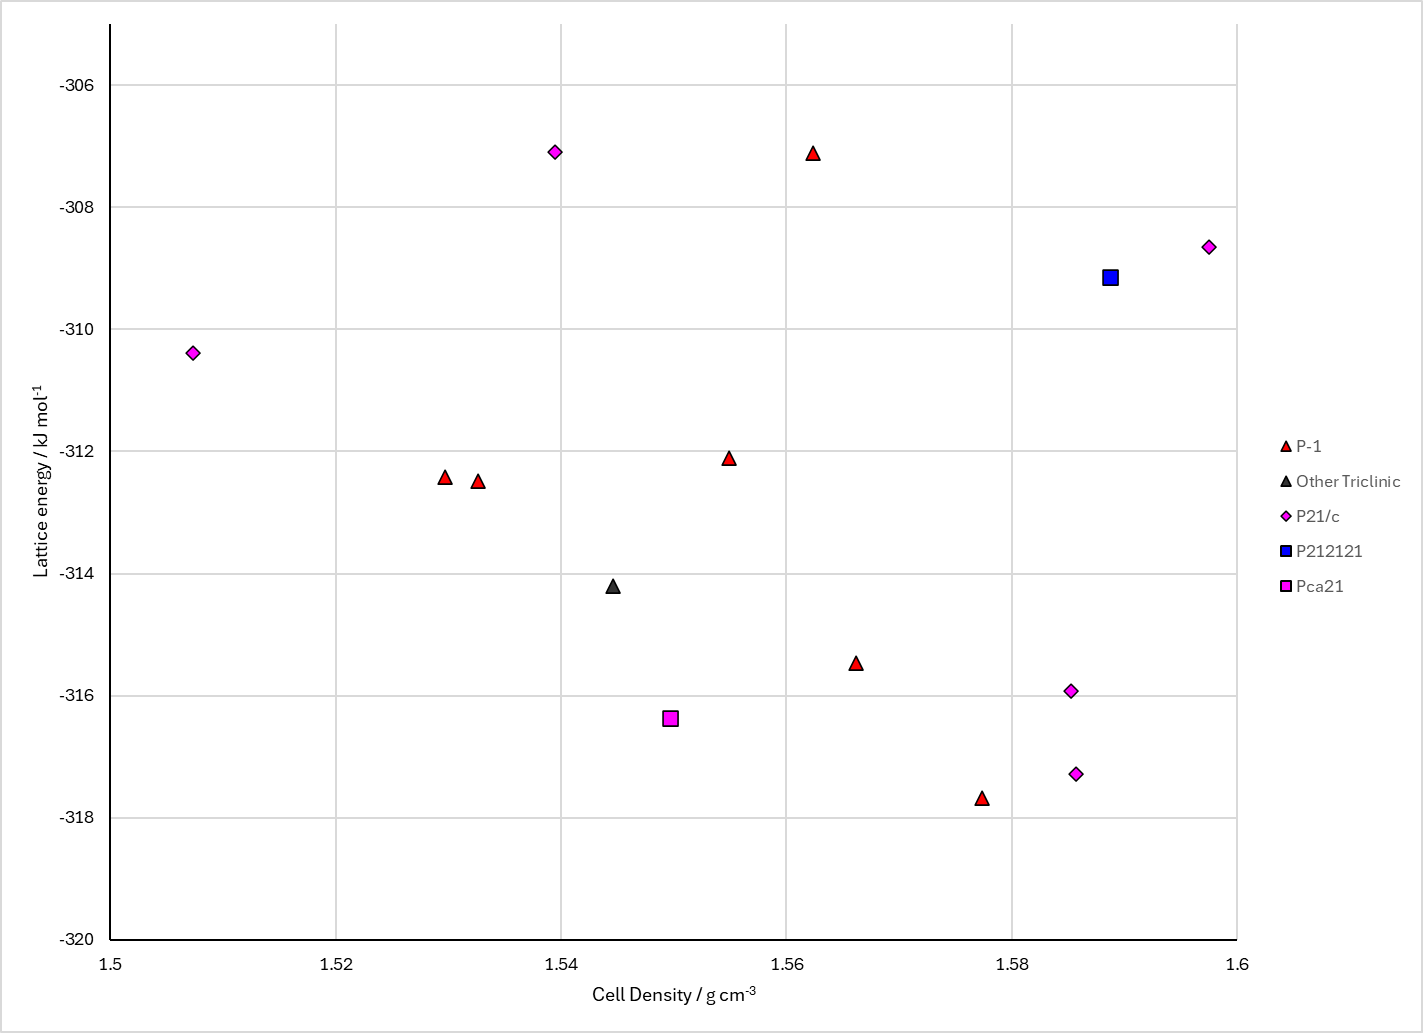 -306
-308
-310
-312
-314
-316
-318
-320
Lattice energy / kJ mol-1
1.5 1.52 1.54 1.56 1.58 1.6
Cell Density / g cm-3
P-1
Other Triclinic
P21/c
P212121
Pca21